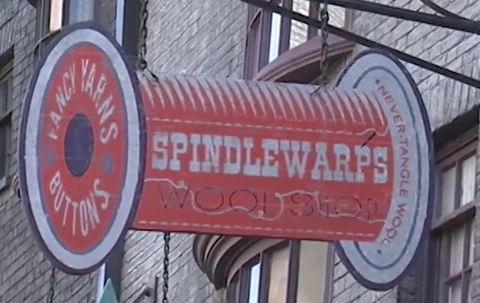 FANCY YARNS
BUTTONS
SPINDLEWARPS
WOOL SHOP
NEVER-TANGLE WOOL